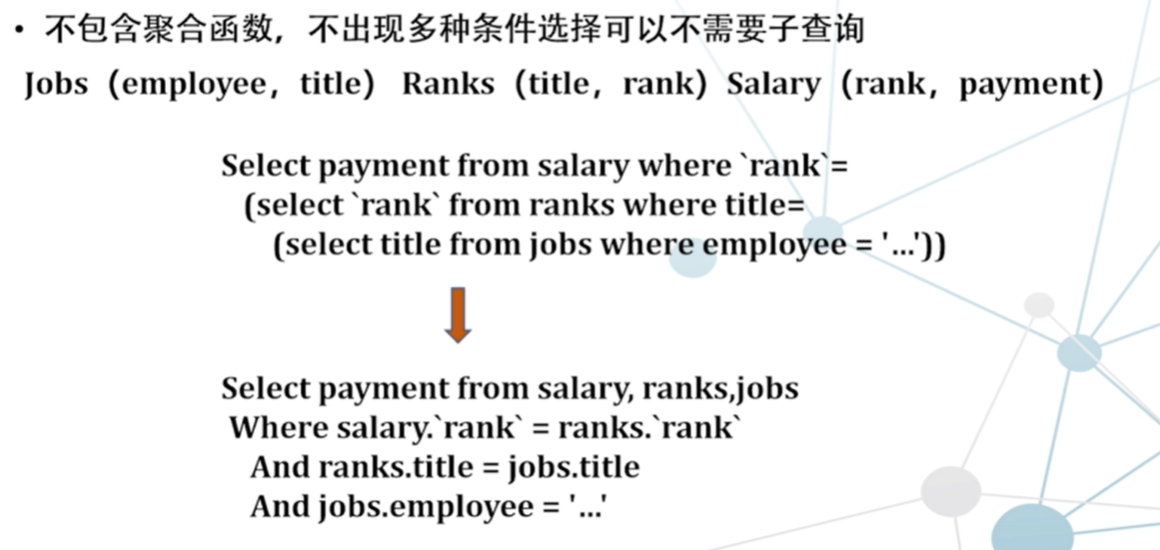 • 不包含聚合函数，不出现多种条件选择可以不需要子查询
Jobs（employee，title） Ranks（title，rank）Salary（rank，payment）
Select payment from salary where `rank`=
(select `rank` from ranks where title=
(select title from jobs where employee = '...'))
Select payment from salary, ranks,jobs
Where salary.`rank` = ranks.`rank`
And ranks.title = jobs.title
And jobs.employee = '...'